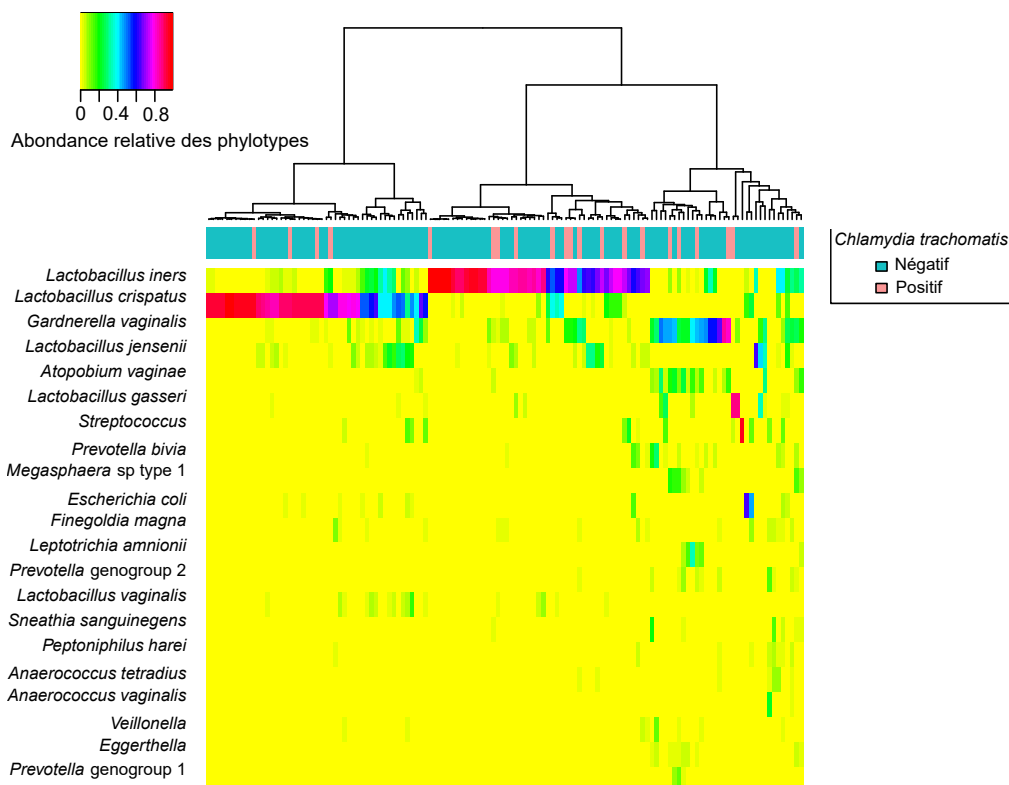 0 0.4 0.8
Abondance relative des phylotypes
Chlamydia trachomatis
Négatif
Positif
Lactobacillus iners
Lactobacillus crispatus
Gardnerella vaginalis
Lactobacillus jensenii
Atopobium vaginae
Lactobacillus gasseri
Streptococcus
Prevotella bivia
Megasphaera sp type 1
Escherichia coli
Finegoldia magna
Leptotrichia amnionii
Prevotella genogroup 2
Lactobacillus vaginalis
Sneathia sanguinegens
Peptoniphilus harei
Anaerococcus tetradius
Anaerococcus vaginalis
Veillonella
Eggerthella
Prevotella genogroup 1